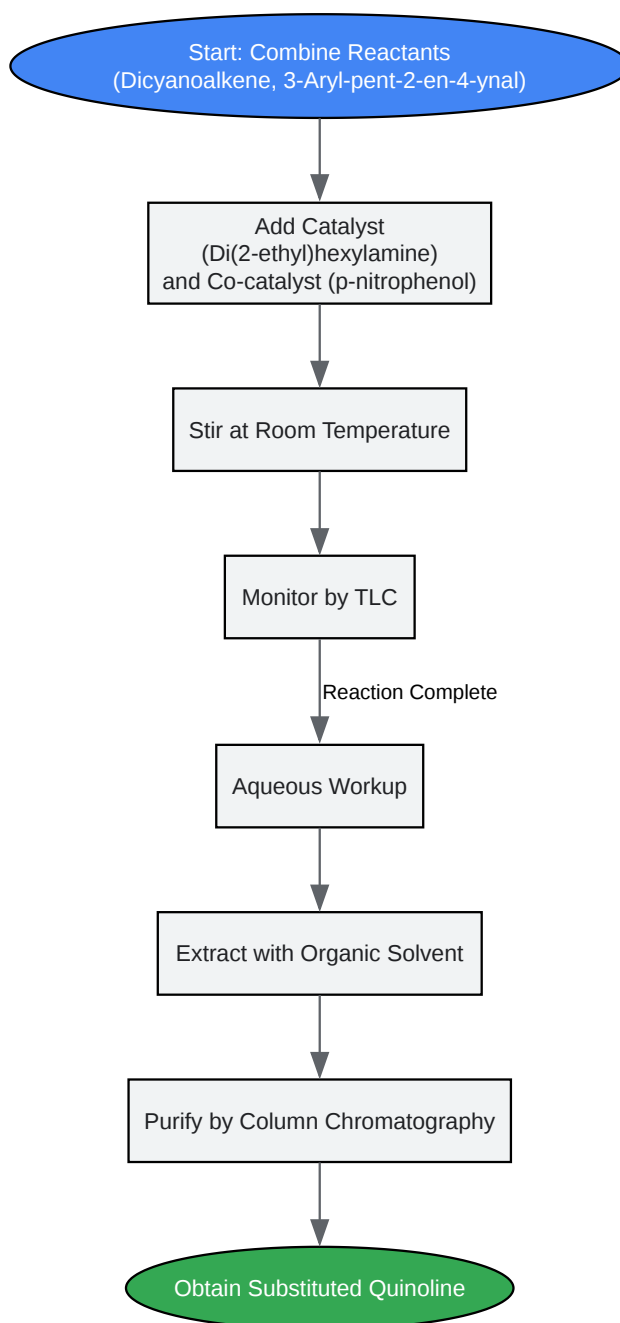 Start: Combine Reactants
(Dicyanoalkene, 3-Aryl-pent-2-en-4-ynal)
Add Catalyst
(Di(2-ethyl)hexylamine)
and Co-catalyst (p-nitrophenol)
Stir at Room Temperature
Monitor by TLC
Reaction Complete
Aqueous Workup
Extract with Organic Solvent
Purify by Column Chromatography
Obtain Substituted Quinoline